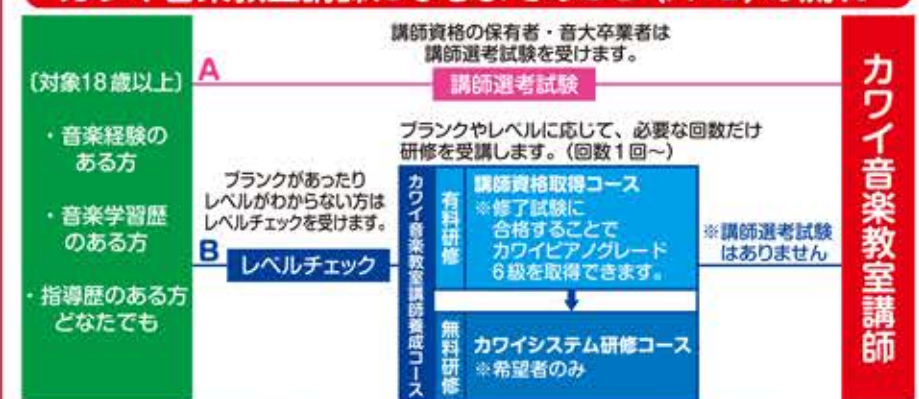 〔対象18歳以上〕
・音楽経験の
ある方
・音楽学習歴
のある方
・指導歴のある方
どなたでも
A
講師資格の保有者・音大卒業者は
講師選考試験を受けます。
講師選考試験
ブランクがあったり
レベルがわからない方は
レベルチェックを受けます。
B
レベルチェック
ブランクやレベルに応じて、必要な回数だけ
研修を受講します。(回数1回〜)
カワイ音楽教室講師養成コース
有料研修
講師資格取得コース
※修了試験に
合格することで
カワイピアノグレード
6級を取得できます。
無料研修
カワイシステム研修コース
※希望者のみ
※講師選考試験
はありません
カワイ音楽教室講師